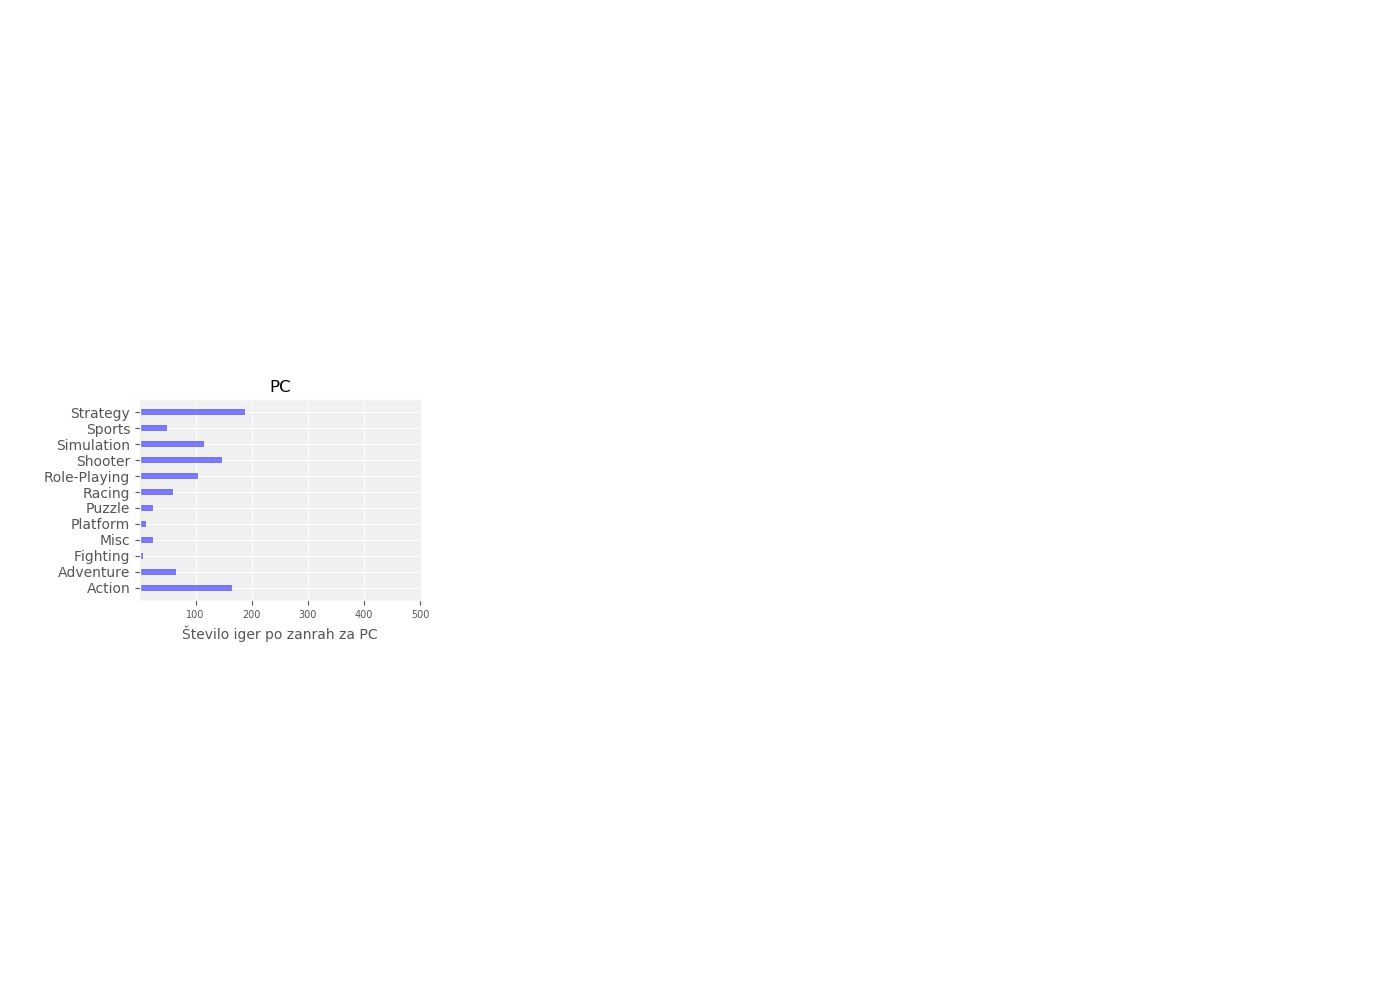 PC
Strategy
Sports
Simulation
Shooter
Role-Playing
Racing
Puzzle
Platform
Misc
Fighting
Adventure
Action
100 200 300 400 500
Število iger po zanrah za PC